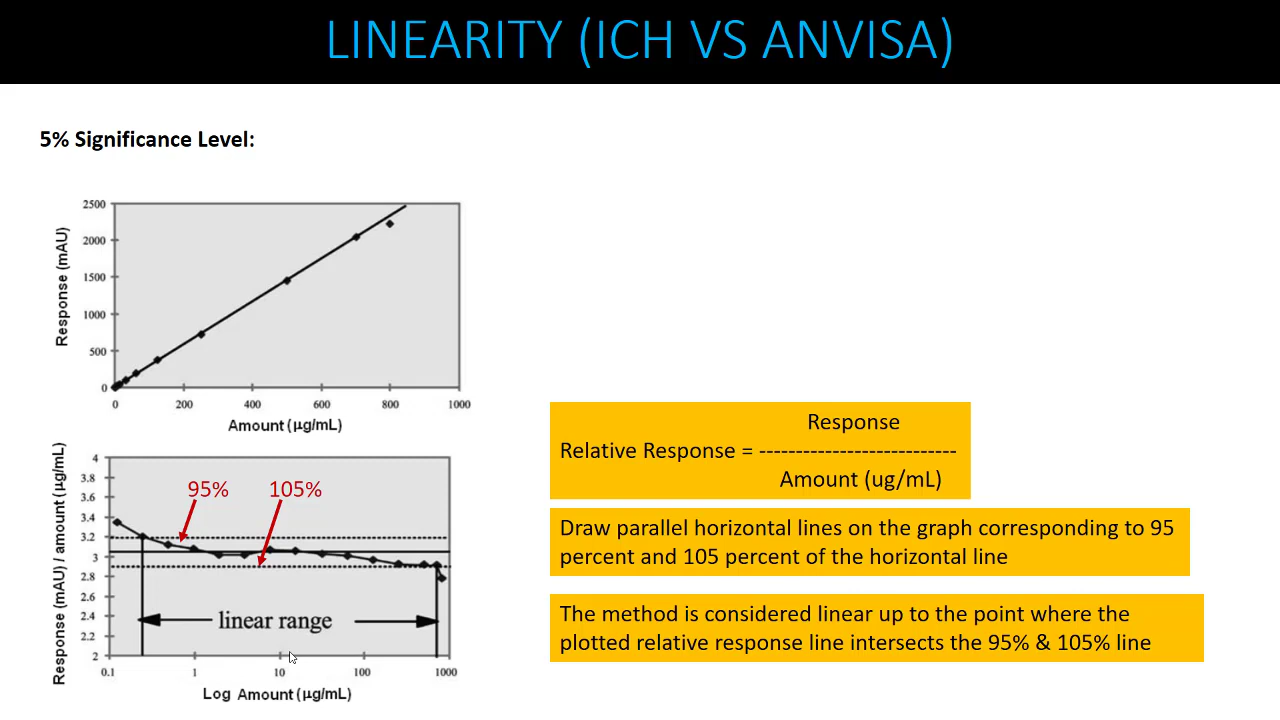 LINEARITY (ICH VS ANVISA)
5% Significance Level:
Response (mAU)
2500
2000
1500
1000
500
0
0 200 400 600 800 1000
Amount (µg/mL)
Response (mAU) / amount (µg/mL)
4
3.8
3.6
3.4
3.2
3
2.8
2.6
2.4
2.2
2
95% 105%
linear range
0.1 1 10 100 1000
Log Amount (µg/mL)
Response
Relative Response = ---------------------------
Amount (ug/mL)
Draw parallel horizontal lines on the graph corresponding to 95
percent and 105 percent of the horizontal line
The method is considered linear up to the point where the
plotted relative response line intersects the 95% & 105% line